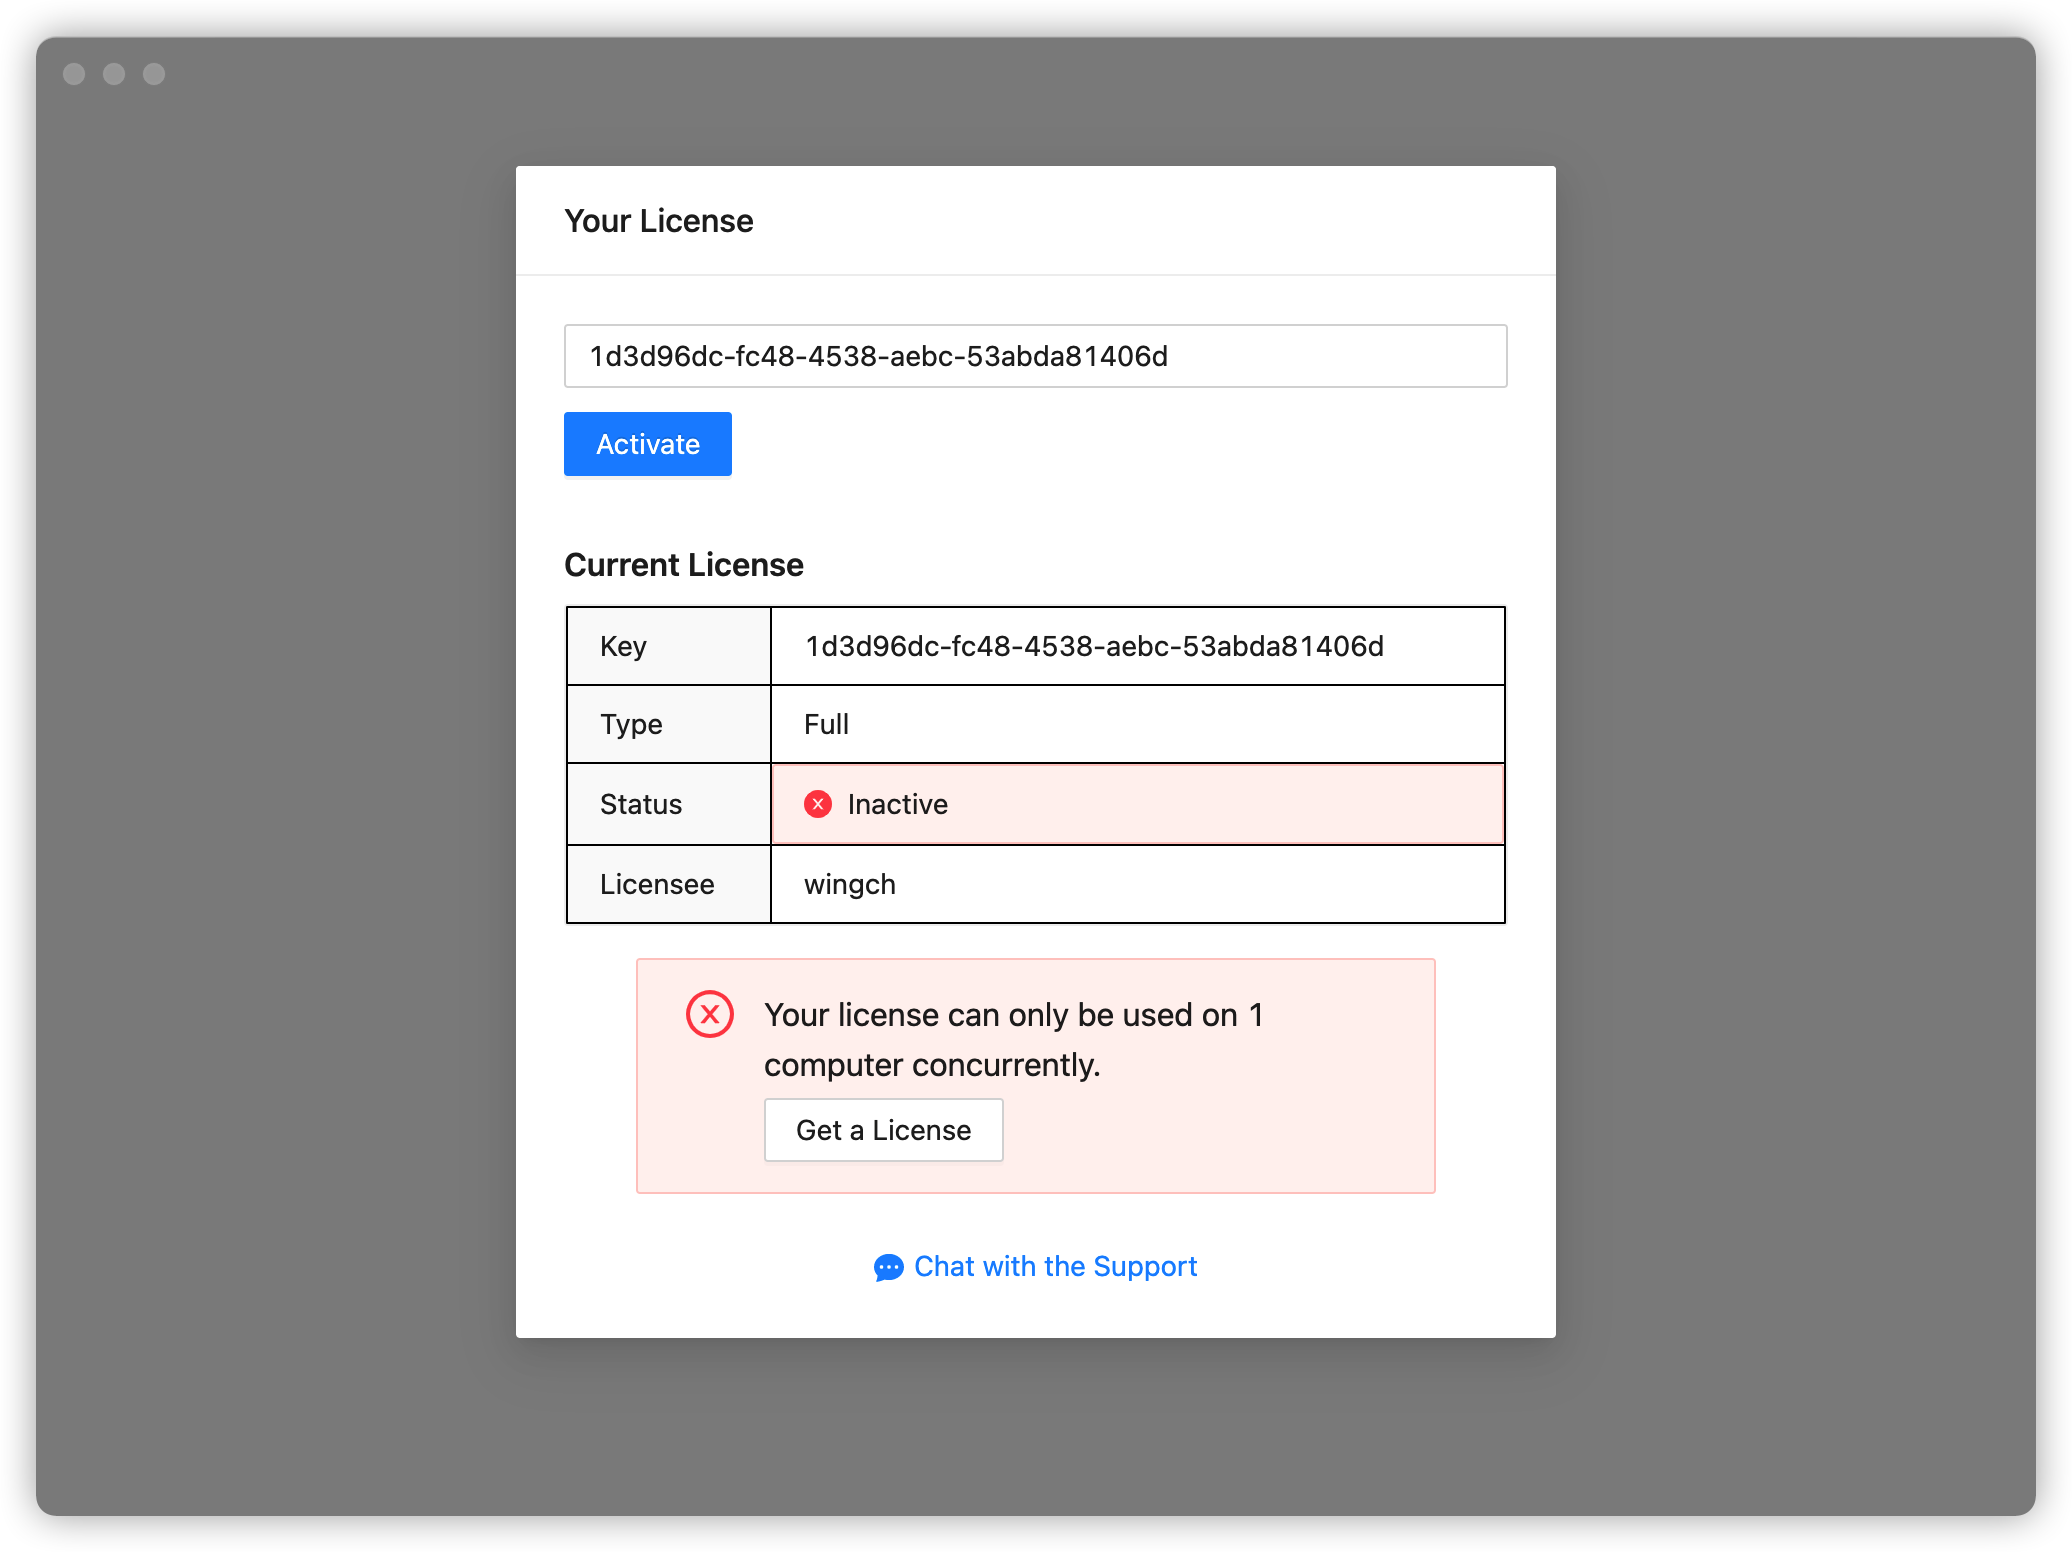 Your License
1d3d96dc-fc48-4538-aebc-53abda81406d
Activate
Current License
Key 1d3d96dc-fc48-4538-aebc-53abda81406d
Type Full
Status Inactive
Licensee wingch
Your license can only be used on 1
computer concurrently.
Get a License
Chat with the Support